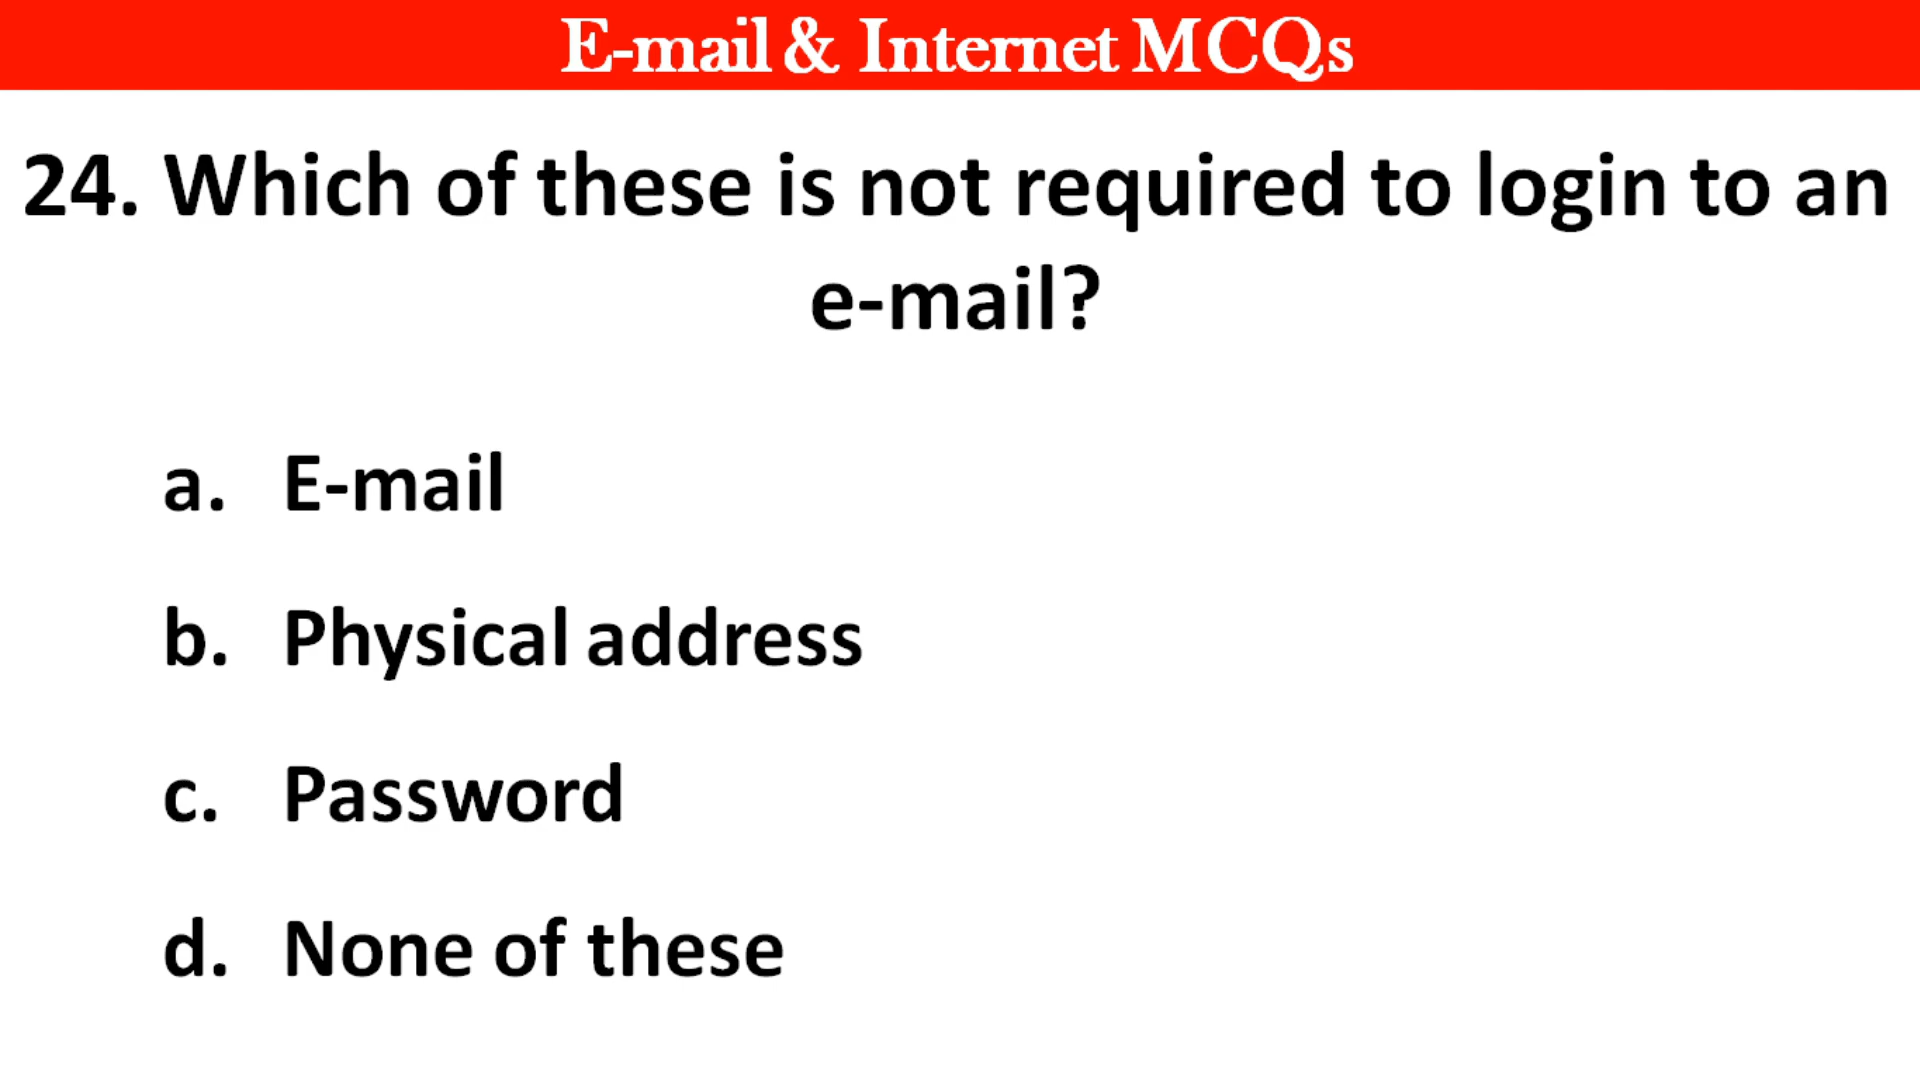 E-mail & Internet MCQs
24. Which of these is not required to login to an
e-mail?
a. E-mail
b. Physical address
c. Password
d. None of these